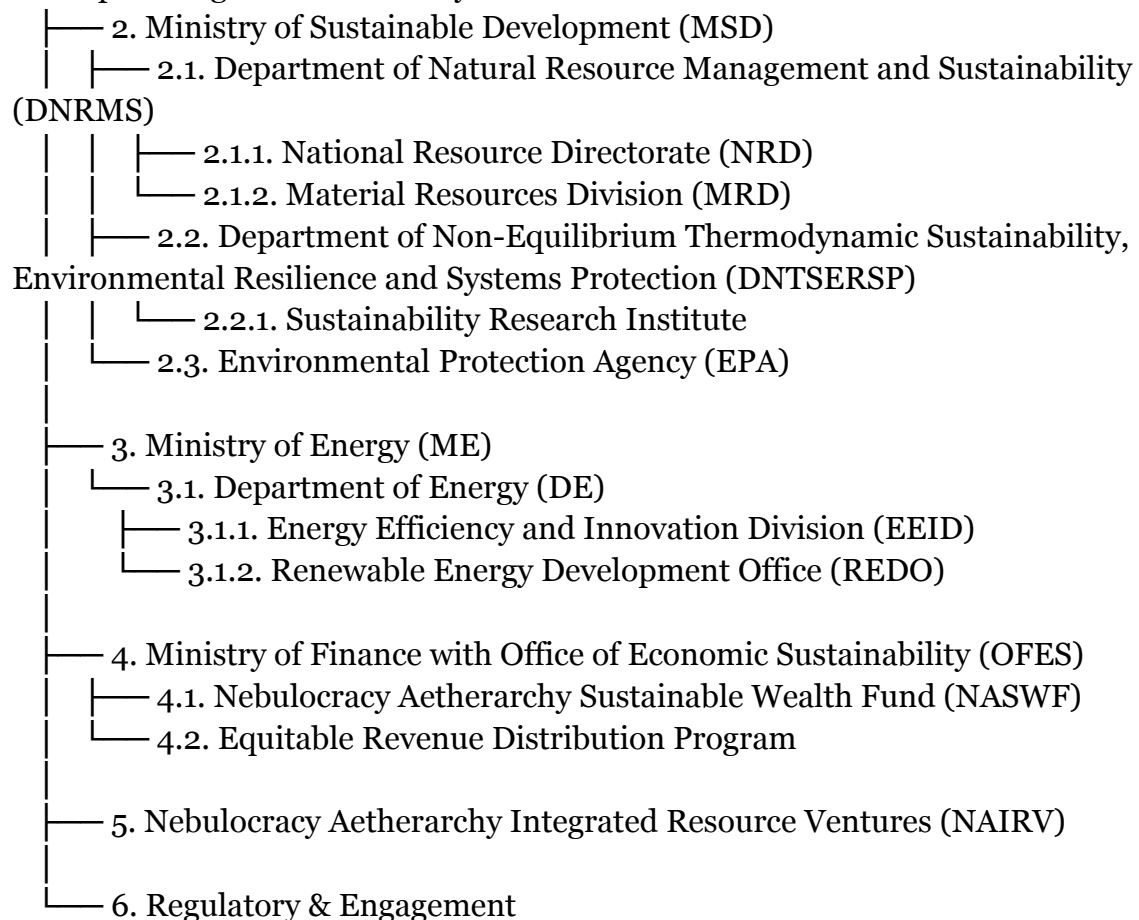 ├── 2. Ministry of Sustainable Development (MSD)
│ ├── 2.1. Department of Natural Resource Management and Sustainability
(DNRMS)
│ │ ├── 2.1.1. National Resource Directorate (NRD)
│ │ └── 2.1.2. Material Resources Division (MRD)
│ ├── 2.2. Department of Non-Equilibrium Thermodynamic Sustainability,
Environmental Resilience and Systems Protection (DNTSERSP)
│ │ └── 2.2.1. Sustainability Research Institute
│ └── 2.3. Environmental Protection Agency (EPA)
│
├── 3. Ministry of Energy (ME)
│ └── 3.1. Department of Energy (DE)
│ ├── 3.1.1. Energy Efficiency and Innovation Division (EEID)
│ └── 3.1.2. Renewable Energy Development Office (REDO)
│
├── 4. Ministry of Finance with Office of Economic Sustainability (OFES)
│ ├── 4.1. Nebulocracy Aetherarchy Sustainable Wealth Fund (NASWF)
│ └── 4.2. Equitable Revenue Distribution Program
│
├── 5. Nebulocracy Aetherarchy Integrated Resource Ventures (NAIRV)
│
└── 6. Regulatory & Engagement